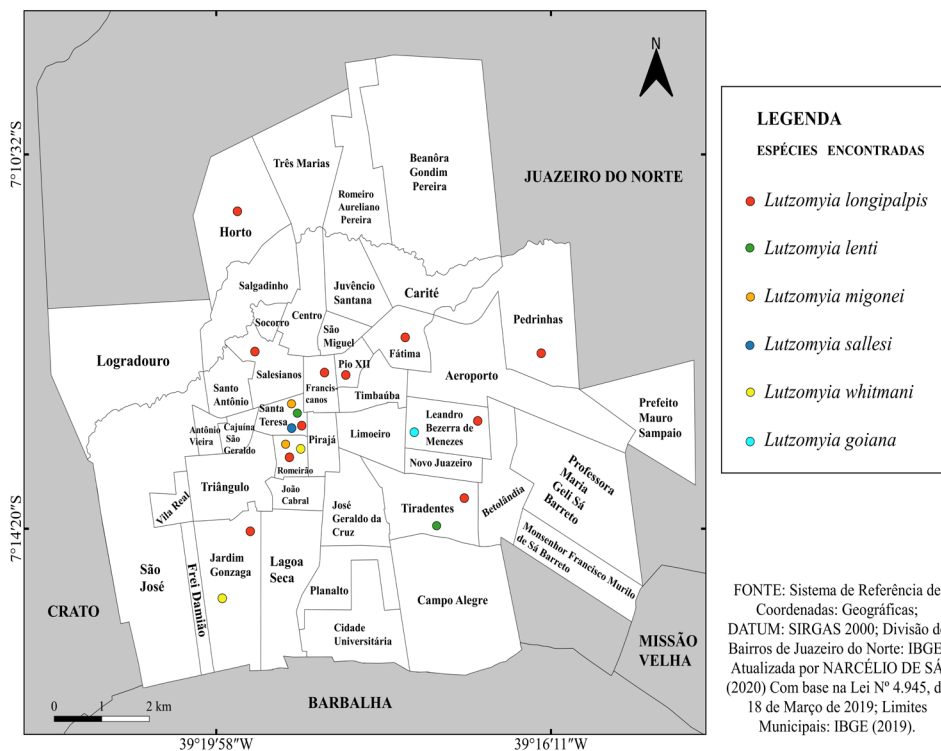 N
Três Marias
Beanôra
Gondim
Pereira
JUAZEIRO DO NORTE
Romeiro
Aureliano
Pereira
Horto
7°10'32"S
Salgadinho
Juvêncio
Santana
Carité
Socorro
Centro
São
Miguel
Pedrinhas
Logradouro
Fátima
Pio XII
Salesianos
Aeroporto
Santo
Antônio
Francis-
canos
Timbaúba
Prefeito
Mauro
Sampaio
Santa
Teresa
Leandro
Bezerra de
Menezes
Antônio
Vieira
Cajuína
São
Geraldo
Pirajá
Limoeiro
Romeirão
Novo Juazeiro
Professora
Maria
Geli Sá
Barreto
Triângulo
João
Cabral
Vila Real
José
Geraldo da
Cruz
Tiradentes
Betolândia
Monsenhor Francisco Murilo
de Sá Barreto
7°14'20"S
São
José
Frei Damião
Jardim
Gonzaga
Lagoa
Seca
Planalto
Campo Alegre
CRATO
Cidade
Universitária
MISSÃO
VELHA
BARBALHA
0 1 2 km
39°19'58"W
39°16'11"W
LEGENDA
ESPÉCIES ENCONTRADAS
Lutzomyia longipalpis
Lutzomyia lenti
Lutzomyia migonei
Lutzomyia sallesi
Lutzomyia whitmani
Lutzomyia goiana
FONTE: Sistema de Referência de
Coordenadas: Geográficas;
DATUM: SIRGAS 2000; Divisão de
Bairros de Juazeiro do Norte: IBGE
Atualizada por NARCÉLIO DE SÁ
(2020) Com base na Lei Nº 4.945, d
18 de Março de 2019; Limites
Municipais: IBGE (2019).